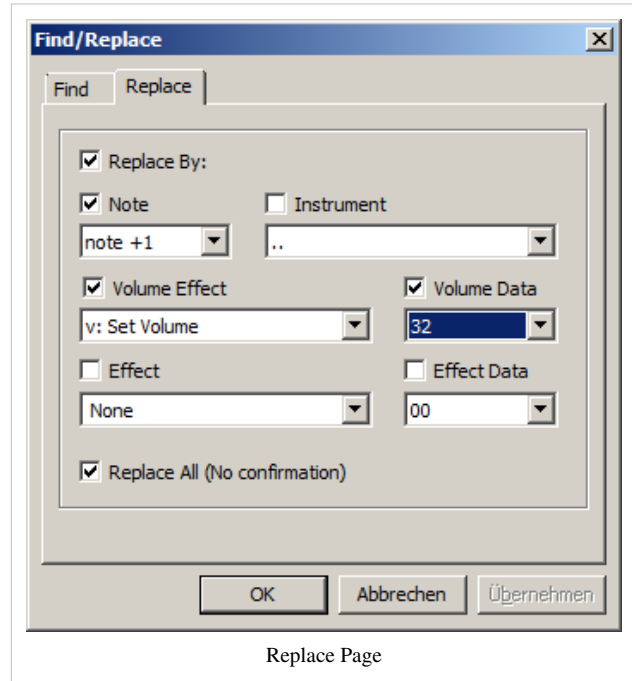 Find/Replace
Find Replace
Replace By:
Note Instrument
note +1 ..
Volume Effect Volume Data
v: Set Volume 32
Effect Effect Data
None 00
Replace All (No confirmation)
OK Abbrechen Übernehmen
Replace Page